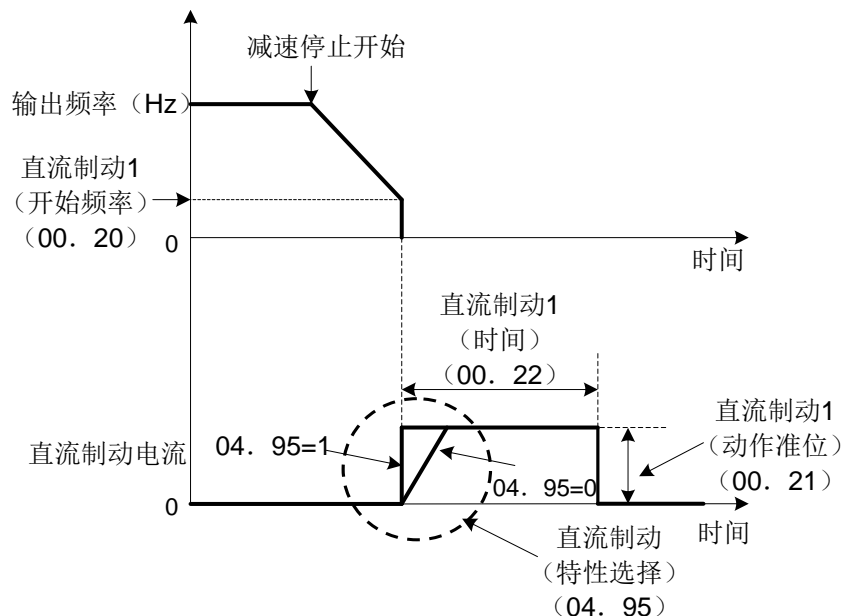 减速停止开始
输出频率（Hz）
直流制动1
（开始频率）
（00. 20）
0
时间
直流制动1
（时间）
（00. 22）
直流制动电流
04. 95=1
04. 95=0
直流制动1
（动作准位）
（00. 21）
0
时间
直流制动
（特性选择）
（04. 95）